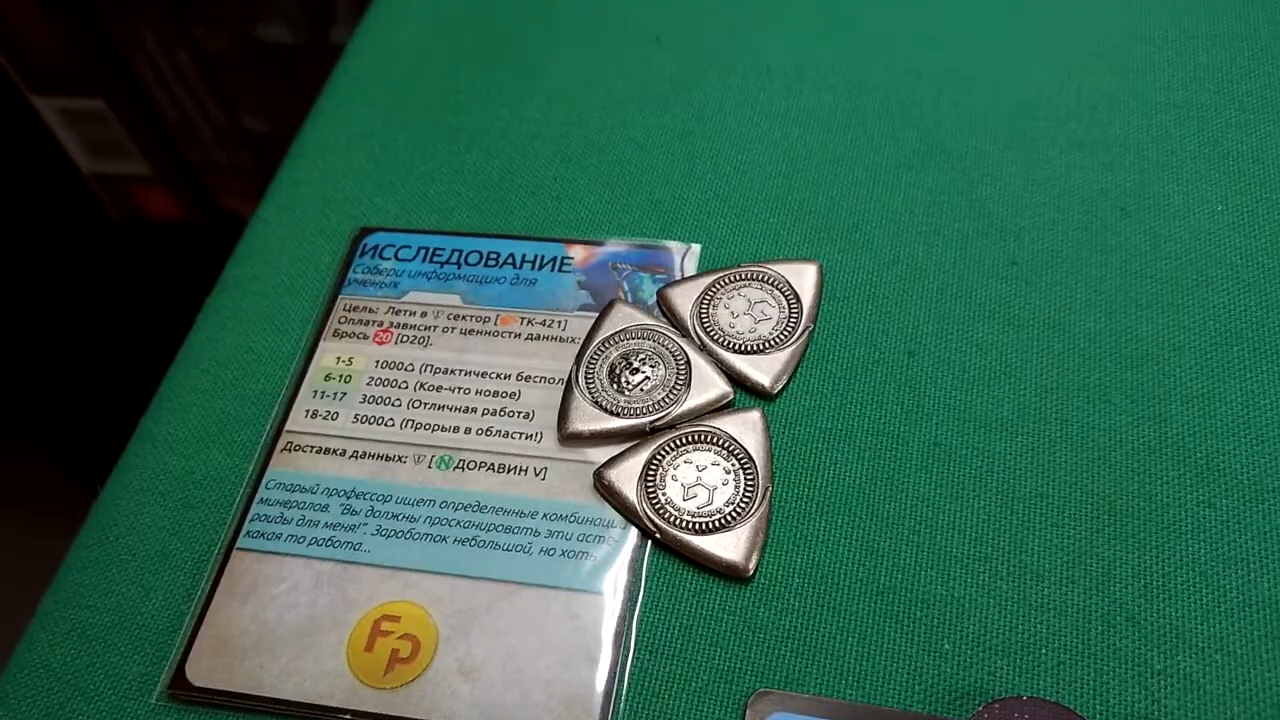 ИССЛЕДОВАНИЕ
Собери информацию для
ученых
Цель: Лети в сектор [TK-421]
Оплата зависит от ценности данных:
Брось 20 [D20].
1-5 1000 (Практически беспол
6-10 2000 (Кое-что новое)
11-17 3000 (Отличная работа)
18-20 5000 (Прорыв в области!)
Доставка данных: [N ДОРАВИН V]
Старый профессор ищет определенные комбинации
минералов. "Вы должны просканировать эти асте-
роиды для меня!". Зароботок небольшой, но хоть
какая то работа...
FP